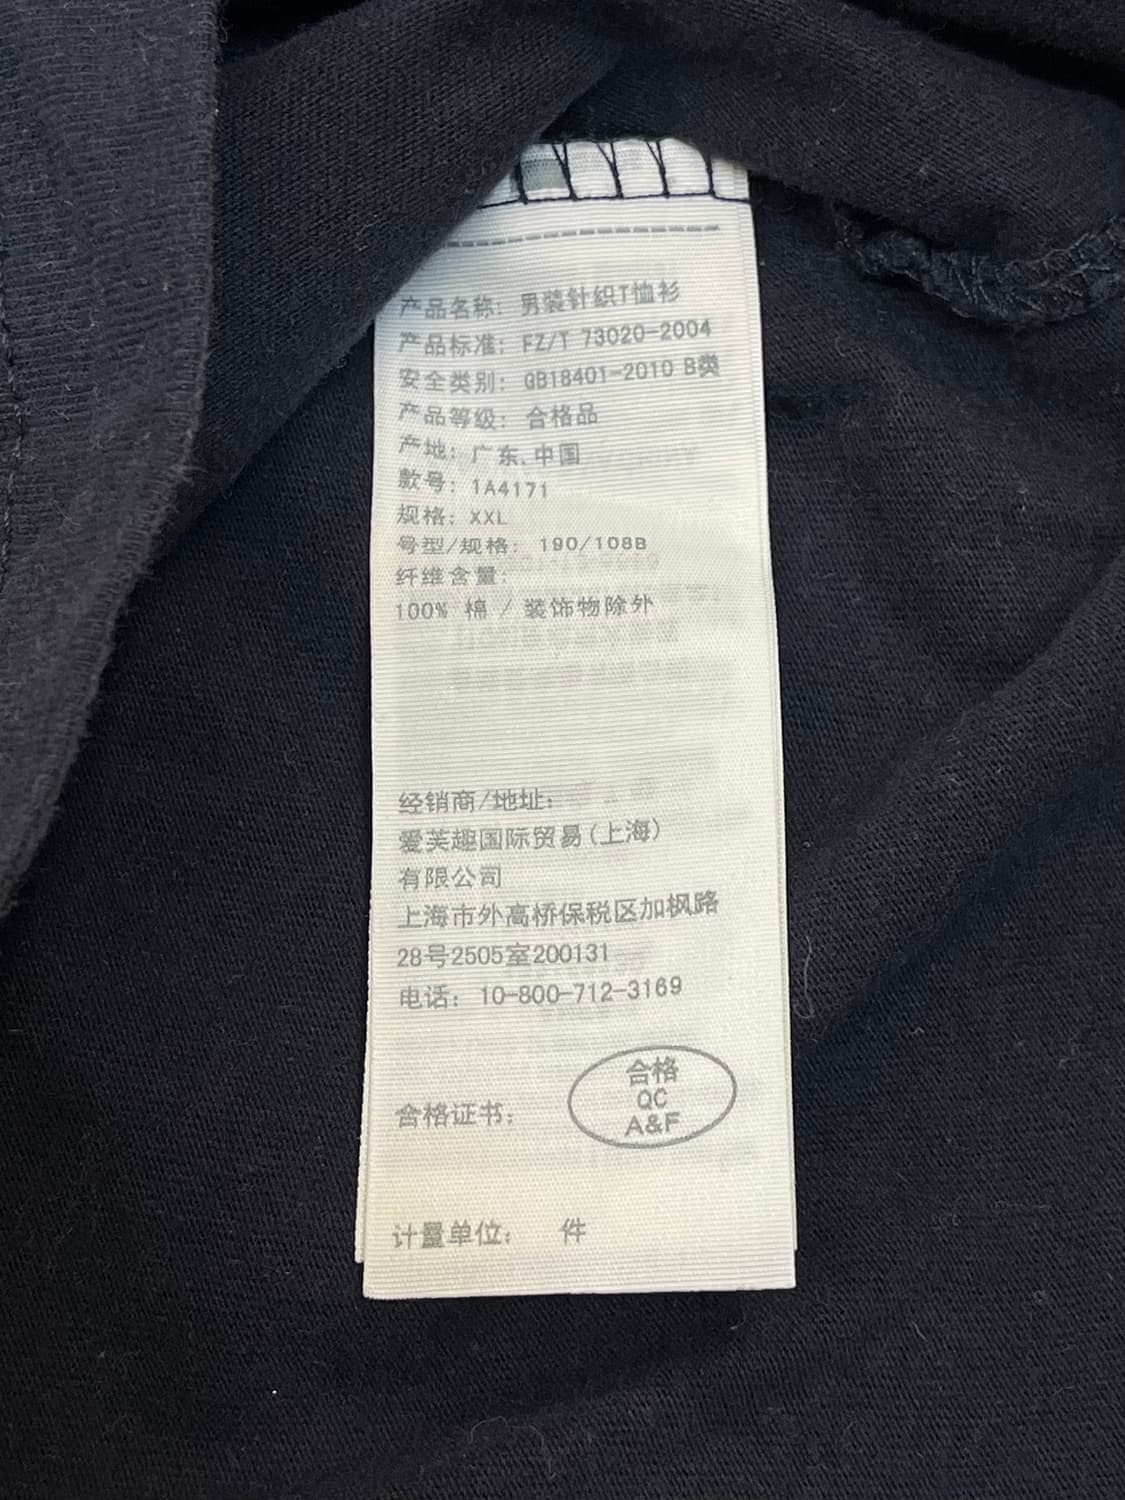 产品名称: 男装针织T恤衫
产品标准: FZ/T 73020-2004
安全类别: GB18401-2010 B类
产品等级: 合格品
产地: 广东,中国
款号: 1A4171
规格: XXL
号型/规格: 190/108B
纤维含量:
100% 棉 / 装饰物除外
经销商/地址:
爱芙趣国际贸易(上海)
有限公司
上海市外高桥保税区加枫路
28号2505室200131
电话: 10-800-712-3169
合格
QC
A&F
合格证书:
计量单位: 件